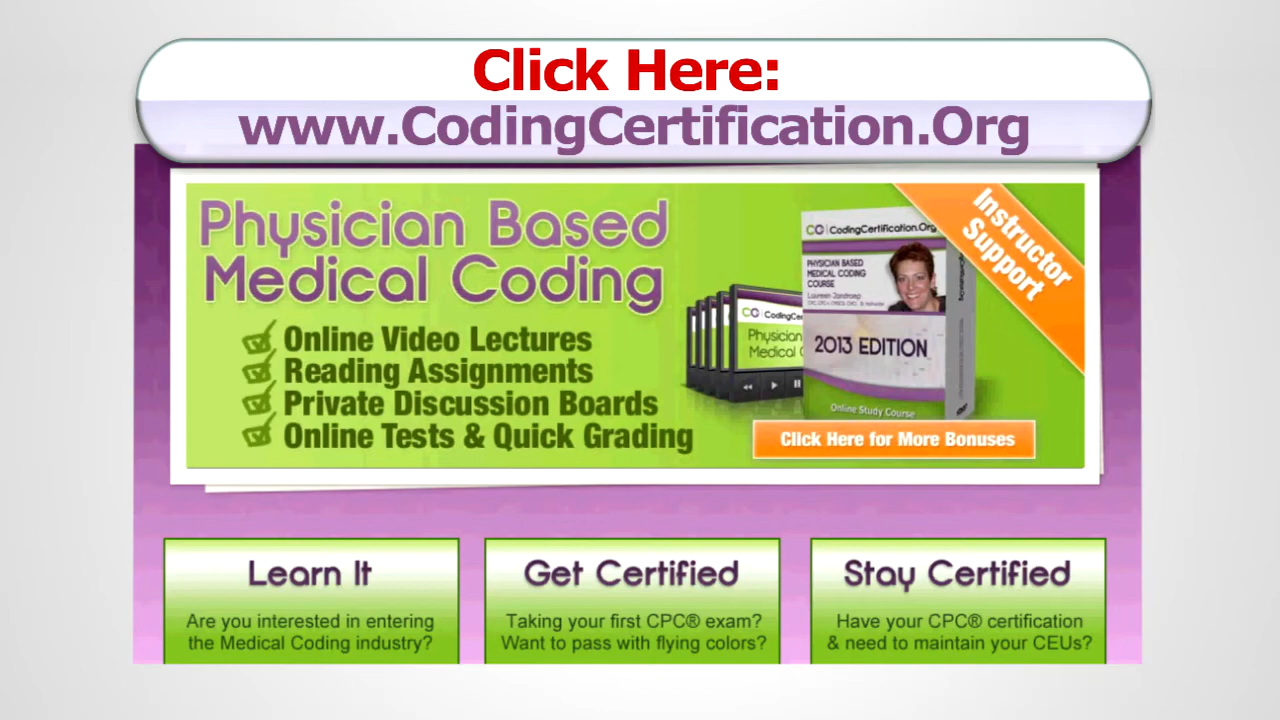 Click Here:
www.CodingCertification.Org
Physician Based
Medical Coding
Online Video Lectures
Reading Assignments
Private Discussion Boards
Online Tests & Quick Grading
Instructor
Support
CC | CodingCertification.Org
PHYSICIAN BASED
MEDICAL CODING
COURSE
2013 EDITION
Online Study Course
Physician
Medical
Click Here for More Bonuses
Learn It
Are you interested in entering
the Medical Coding industry?
Get Certified
Taking your first CPC® exam?
Want to pass with flying colors?
Stay Certified
Have your CPC® certification
& need to maintain your CEUs?